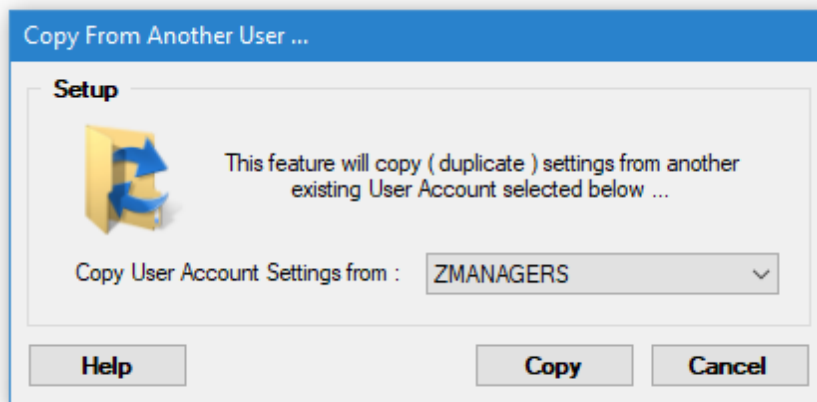 Copy From Another User ...
Setup
This feature will copy ( duplicate ) settings from another
existing User Account selected below ...
Copy User Account Settings from : ZMANAGERS
Help Copy Cancel